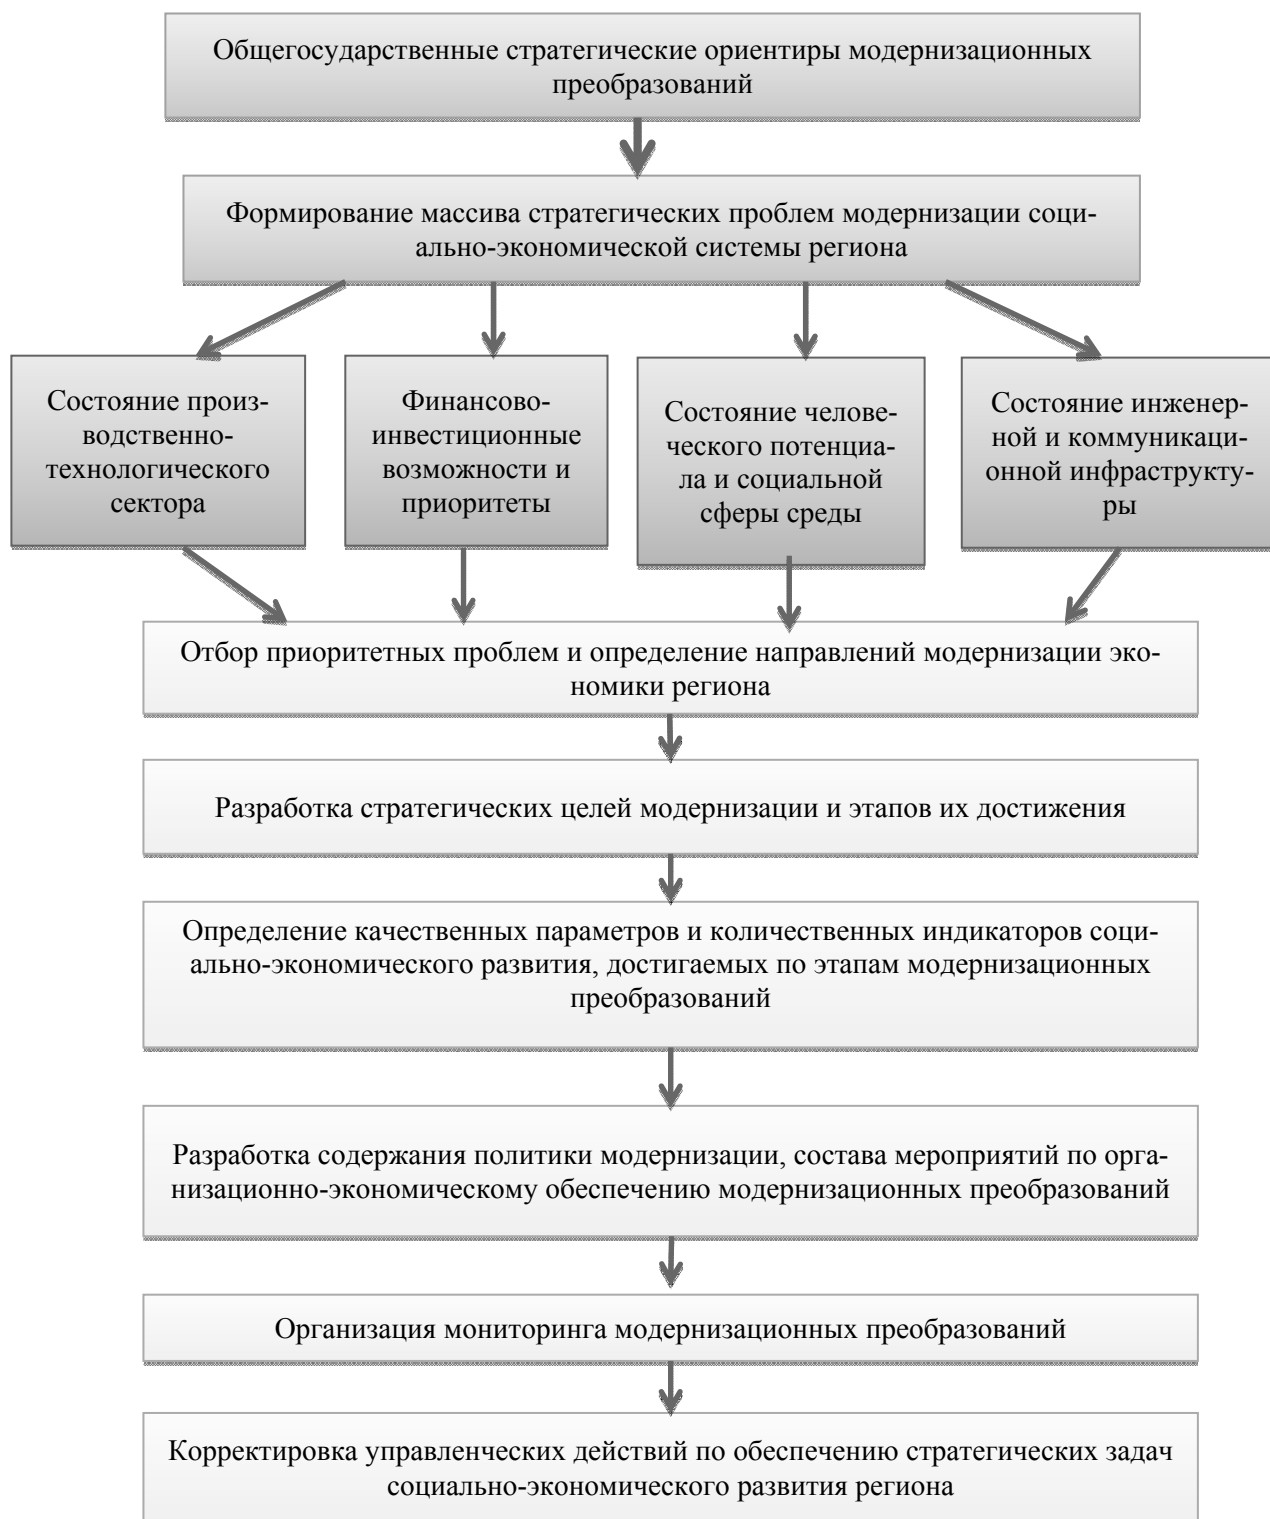 Общегосударственные стратегические ориентиры модернизационных
преобразований
Формирование массива стратегических проблем модернизации соци-
ально-экономической системы региона
Состояние произ-
водственно-
технологического
сектора
Финансово-
инвестиционные
возможности и
приоритеты
Состояние челове-
ческого потенциа-
ла и социальной
сферы среды
Состояние инженер-
ной и коммуникаци-
онной инфраструкту-
ры
Отбор приоритетных проблем и определение направлений модернизации эко-
номики региона
Разработка стратегических целей модернизации и этапов их достижения
Определение качественных параметров и количественных индикаторов соци-
ально-экономического развития, достигаемых по этапам модернизационных
преобразований
Разработка содержания политики модернизации, состава мероприятий по орга-
низационно-экономическому обеспечению модернизационных преобразований
Организация мониторинга модернизационных преобразований
Корректировка управленческих действий по обеспечению стратегических задач
социально-экономического развития региона